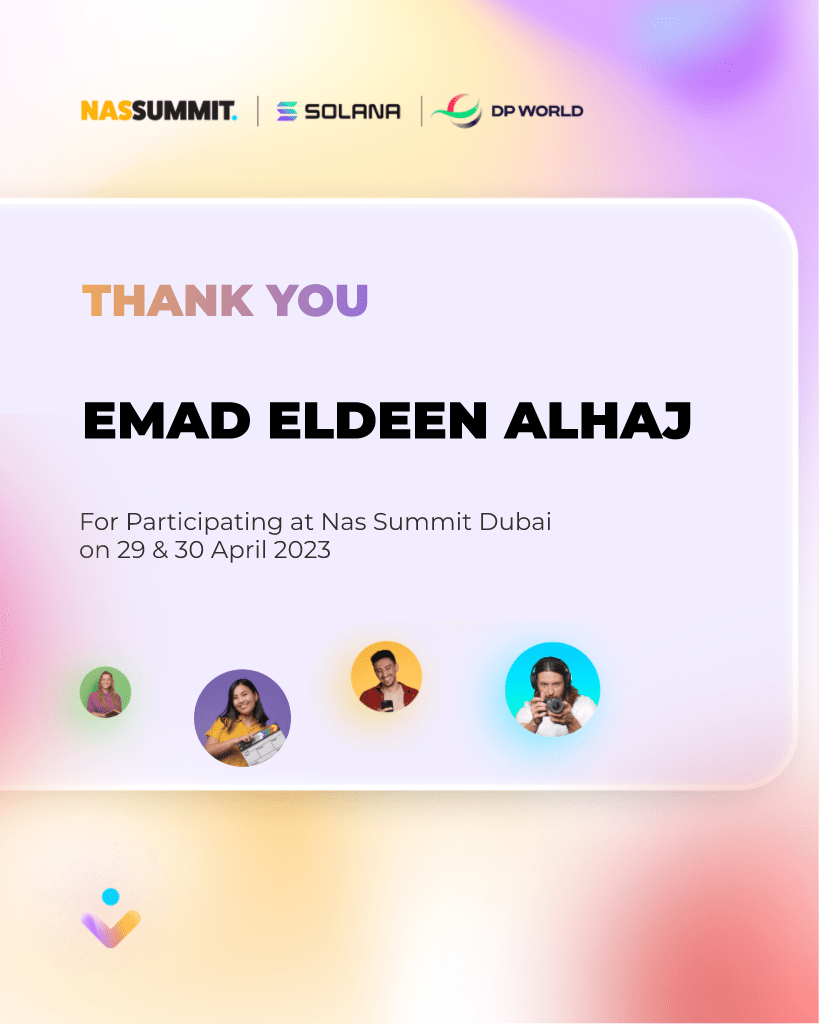 NASSUMMIT. | SOLANA | DP WORLD
THANK YOU
EMAD ELDEEN ALHAJ
For Participating at Nas Summit Dubai
on 29 & 30 April 2023